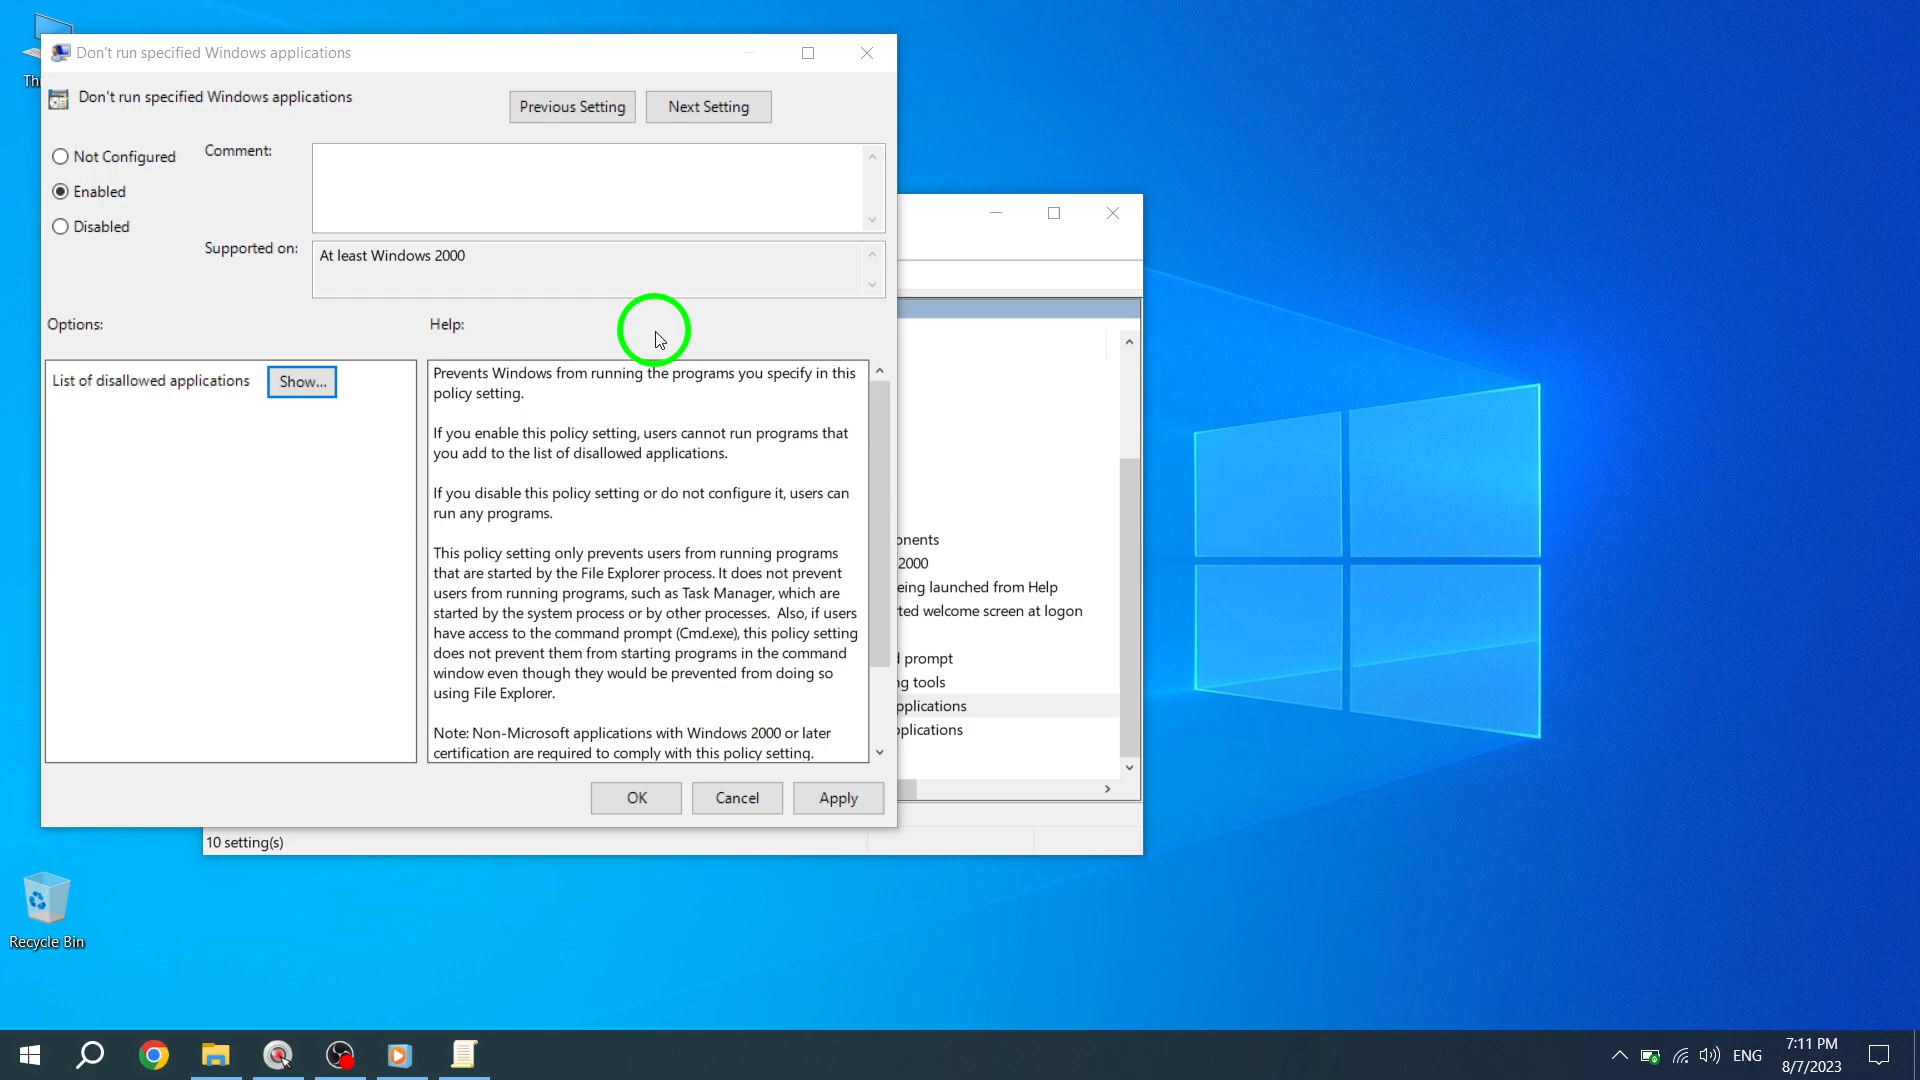 Don't run specified Windows applications
Don't run specified Windows applications
Previous Setting
Next Setting
Not Configured
Comment:
Enabled
Disabled
Supported on:
At least Windows 2000
Options:
Help:
List of disallowed applications
Show...
Prevents Windows from running the programs you specify in this
policy setting.
If you enable this policy setting, users cannot run programs that
you add to the list of disallowed applications.
If you disable this policy setting or do not configure it, users can
run any programs.
This policy setting only prevents users from running programs
that are started by the File Explorer process. It does not prevent
users from running programs, such as Task Manager, which are
started by the system process or by other processes.  Also, if users
have access to the command prompt (Cmd.exe), this policy setting
does not prevent them from starting programs in the command
window even though they would be prevented from doing so
using File Explorer.
Note: Non-Microsoft applications with Windows 2000 or later
certification are required to comply with this policy setting.
OK
Cancel
Apply
onents
2000
eing launched from Help
ted welcome screen at logon
prompt
ng tools
pplications
plications
10 setting(s)
Th
Recycle Bin
ENG
7:11 PM
8/7/2023